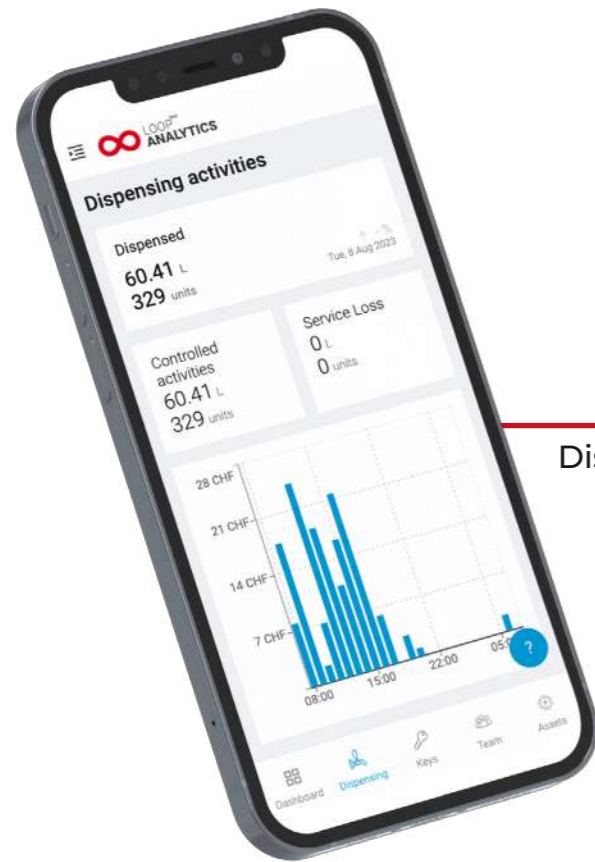 LOOP
ANALYTICS
Dispensing activities
Dispensed
60.41 L
329 units
- %
Tue, 8 Aug 2023
Controlled
activities
60.41 L
329 units
Service Loss
0 L
0 units
28 CHF
21 CHF
14 CHF
7 CHF
08:00
15:00
22:00
?
Dashboard
Dispensing
Keys
Team
Assets
Dis